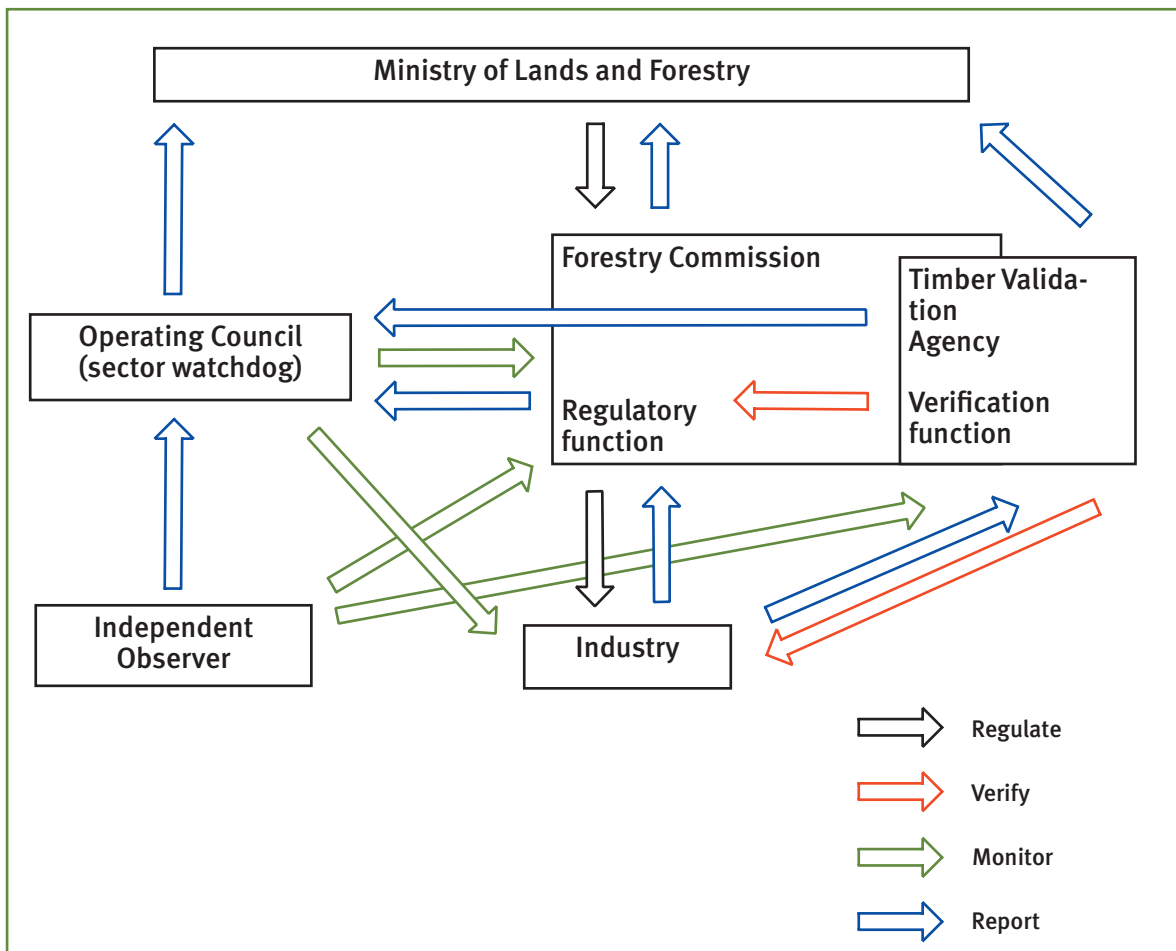 Ministry of Lands and Forestry
Forestry Commission
Timber Valida-
tion
Agency
Operating Council
(sector watchdog)
Regulatory
function
Verification
function
Independent
Observer
Industry
Regulate
Verify
Monitor
Report